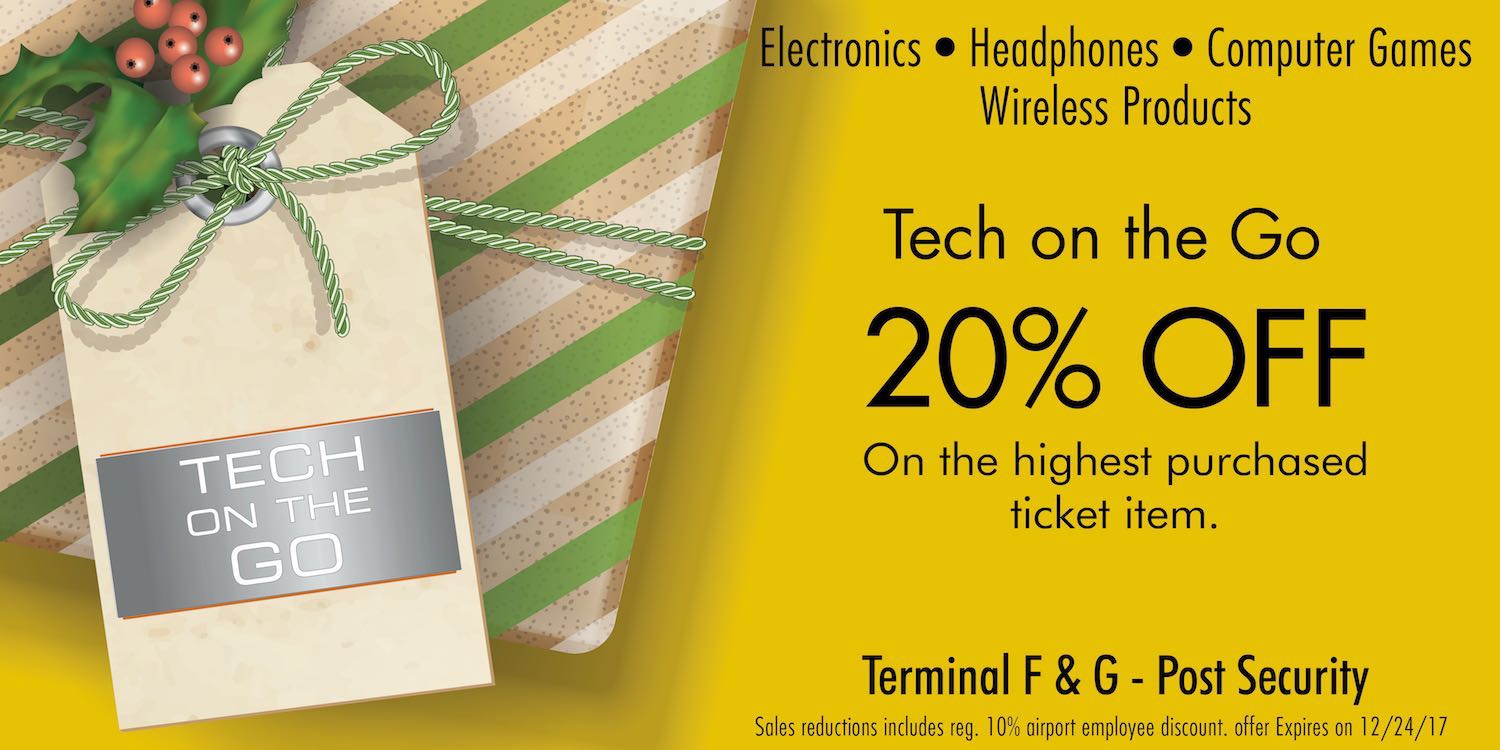 Electronics • Headphones • Computer Games
Wireless Products
Tech on the Go
20% OFF
On the highest purchased
ticket item.
Terminal F & G - Post Security
Sales reductions includes reg. 10% airport employee discount. offer Expires on 12/24/17
TECH
ON THE
GO